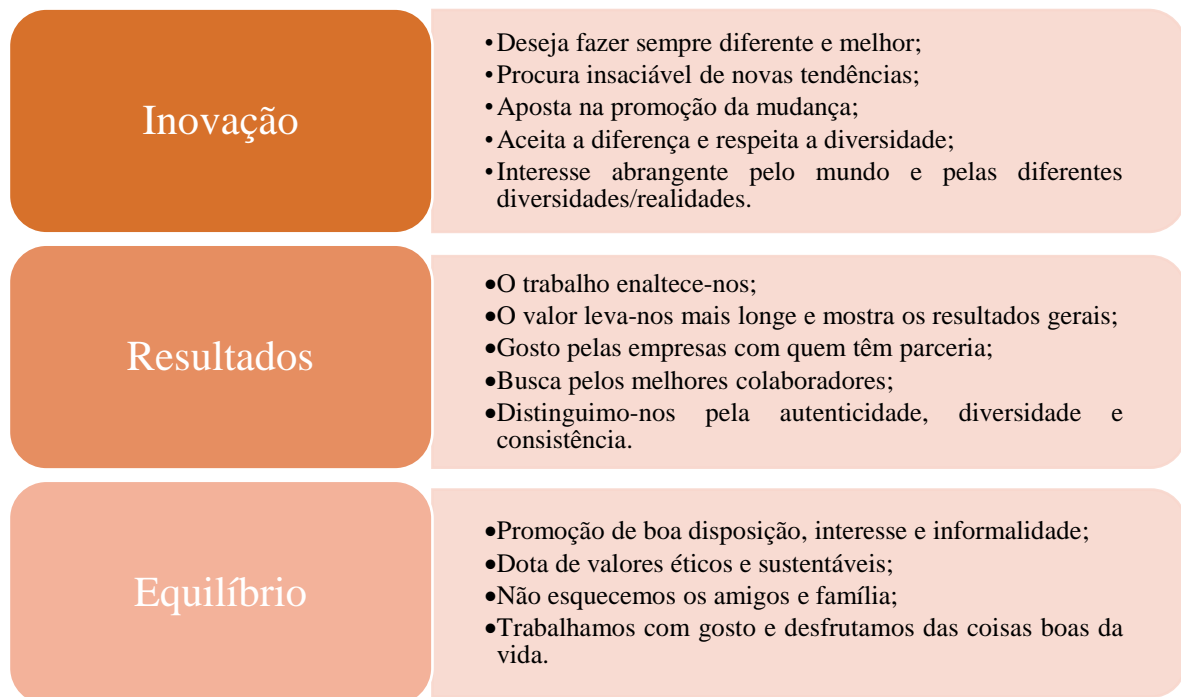 Inovação
•Deseja fazer sempre diferente e melhor;
•Procura insaciável de novas tendências;
•Aposta na promoção da mudança;
•Aceita a diferença e respeita a diversidade;
•Interesse abrangente pelo mundo e pelas diferentes
diversidades/realidades.
Resultados
•O trabalho enaltece-nos;
•O valor leva-nos mais longe e mostra os resultados gerais;
•Gosto pelas empresas com quem têm parceria;
•Busca pelos melhores colaboradores;
•Distinguimo-nos pela autenticidade, diversidade e
consistência.
Equilíbrio
•Promoção de boa disposição, interesse e informalidade;
•Dota de valores éticos e sustentáveis;
•Não esquecemos os amigos e família;
•Trabalhamos com gosto e desfrutamos das coisas boas da
vida.